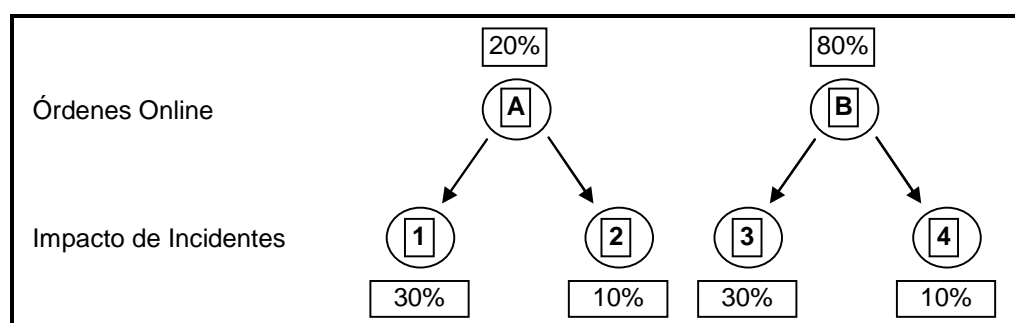 20% 80%
Órdenes Online A B
Impacto de Incidentes 1 2 3 4
30% 10% 30% 10%